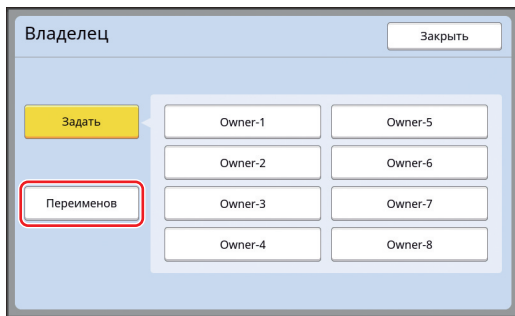 Владелец
Закрыть
Задать
Owner-1
Owner-5
Owner-2
Owner-6
Переименов
Owner-3
Owner-7
Owner-4
Owner-8